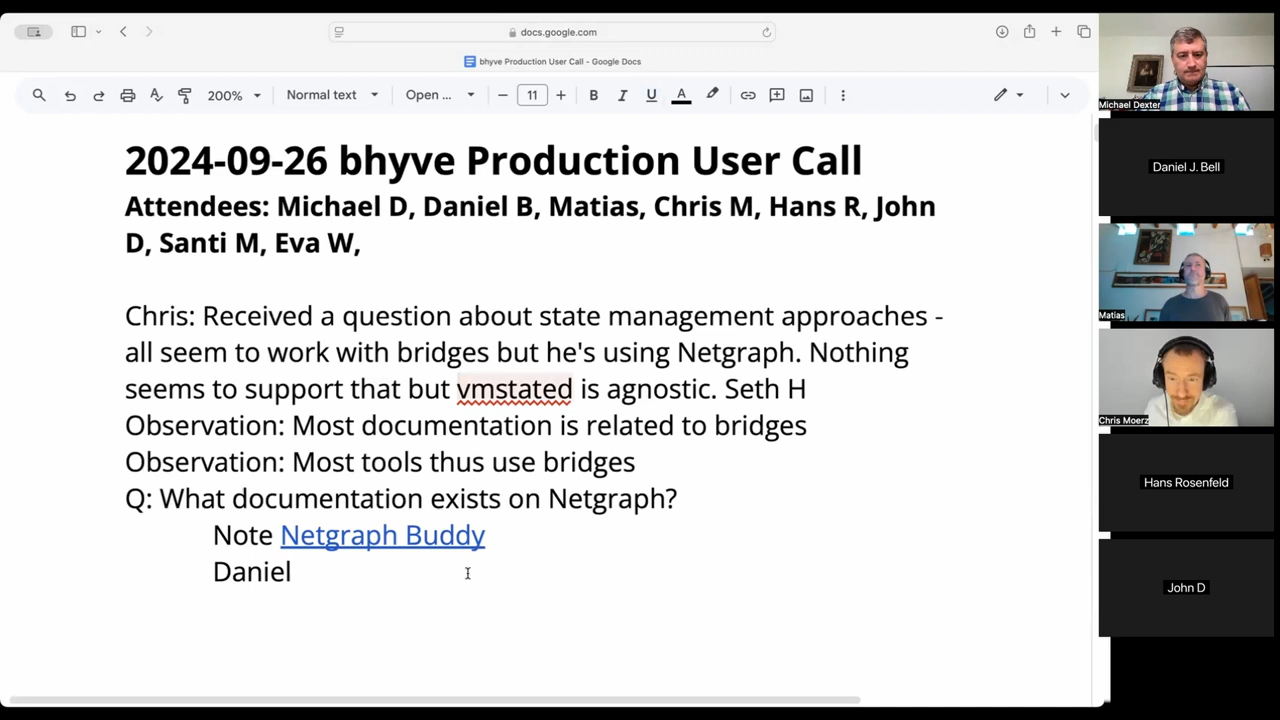 docs.google.com
bhyve Production User Call - Google Docs
200%
Normal text
Open ...
11
B
I
U
A
2024-09-26 bhyve Production User Call
Attendees: Michael D, Daniel B, Matias, Chris M, Hans R, John
D, Santi M, Eva W,
Chris: Received a question about state management approaches -
all seem to work with bridges but he's using Netgraph. Nothing
seems to support that but vmstated is agnostic. Seth H
Observation: Most documentation is related to bridges
Observation: Most tools thus use bridges
Q: What documentation exists on Netgraph?
Note Netgraph Buddy
Daniel
Michael Dexter
Daniel J. Bell
Matias
Chris Moerz
Hans Rosenfeld
John D